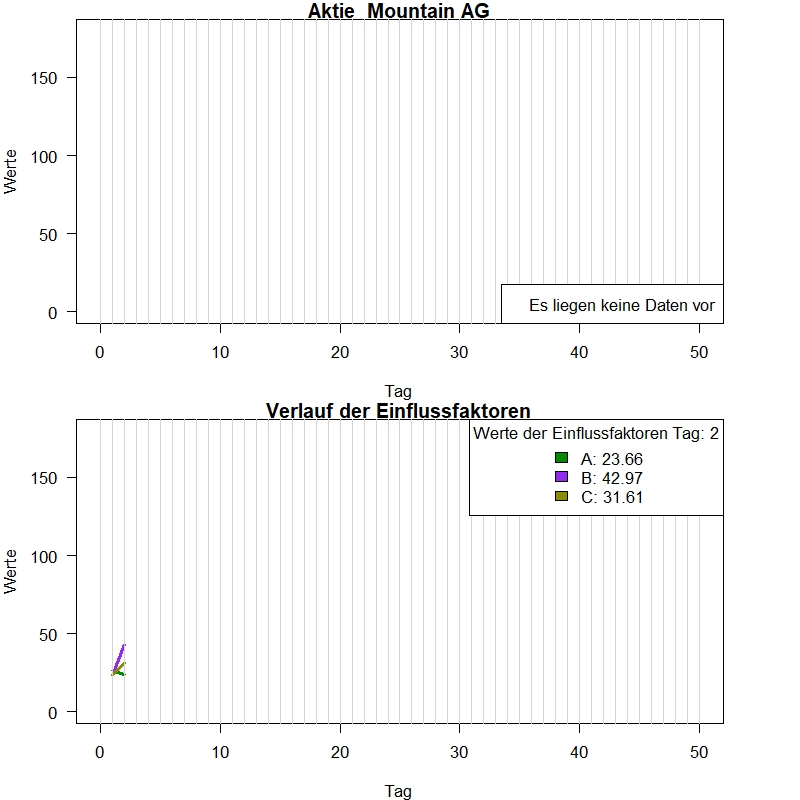 Aktie  Mountain AG
Werte
150
100
50
0
Es liegen keine Daten vor
0 10 20 30 40 50
Tag
Verlauf der Einflussfaktoren
Werte der Einflussfaktoren Tag: 2
A: 23.66
B: 42.97
C: 31.61
Werte
150
100
50
0
0 10 20 30 40 50
Tag